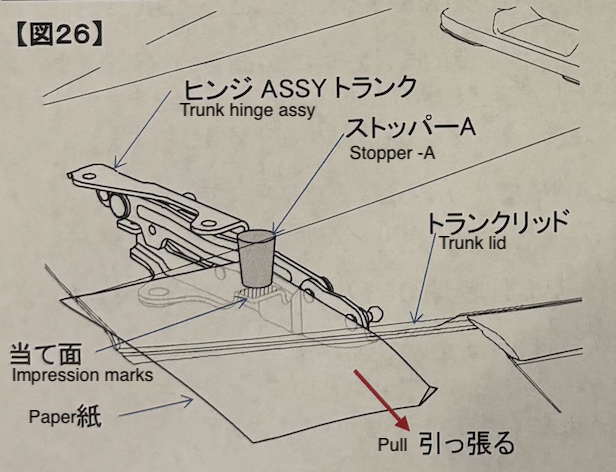 【図26】
ヒンジ ASSY トランク
Trunk hinge assy
ストッパーA
Stopper -A
トランクリッド
Trunk lid
当て面
Impression marks
Paper紙
Pull 引っ張る